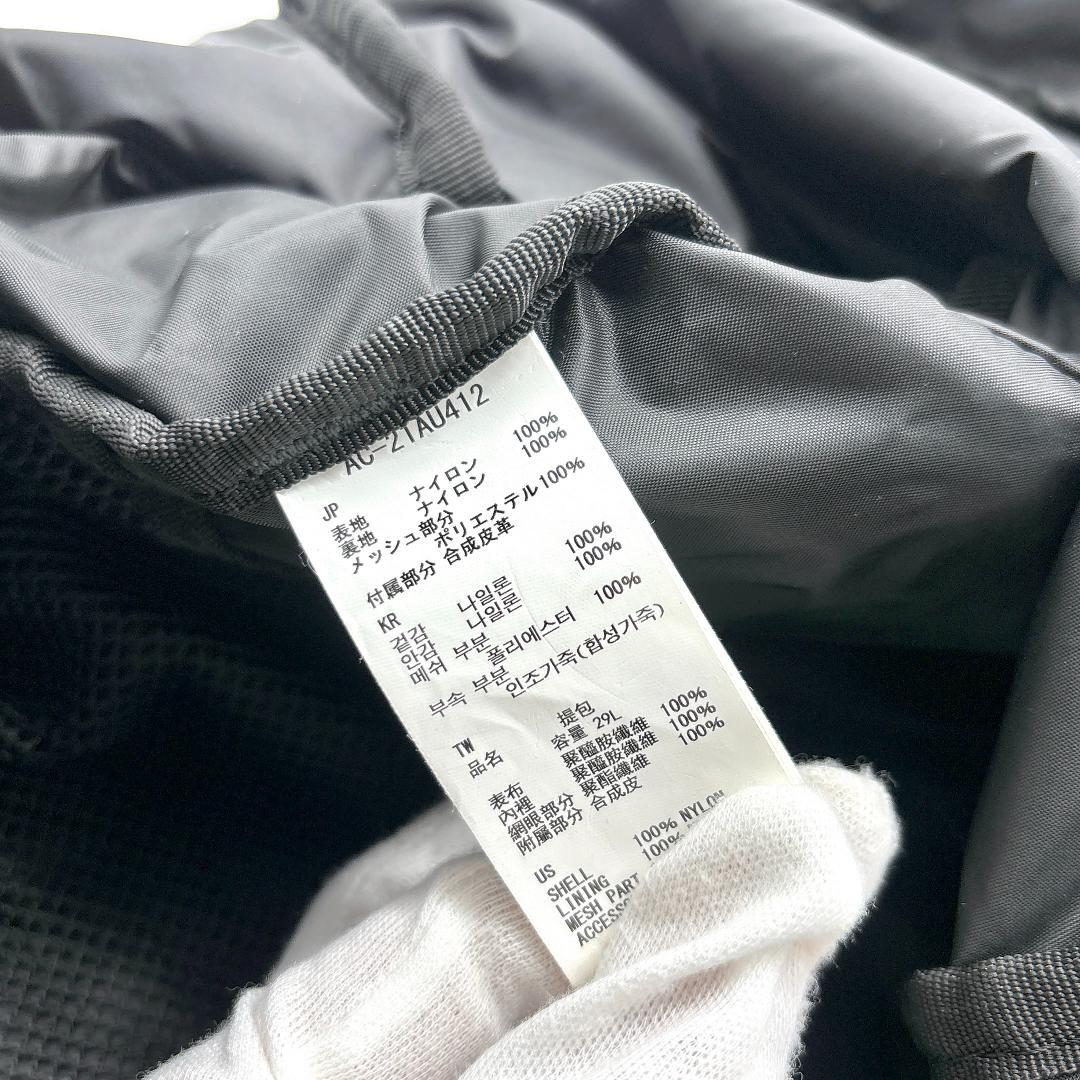 AC-21AU412
JP
表地 ナイロン 100%
裏地 ナイロン 100%
メッシュ部分
ポリエステル 100%
付属部分 合成皮革
KR
겉감 나일론 100%
안감 나일론 100%
메쉬 부분
폴리에스터 100%
부속 부분
인조가죽(합성가죽)
TW
品名 提包
容量 29L
表布 聚醯胺纖維 100%
內裡 聚醯胺纖維 100%
網眼部分 聚酯纖維 100%
附屬部分 合成皮
US
SHELL 100% NYLON
LINING 100%
MESH PART